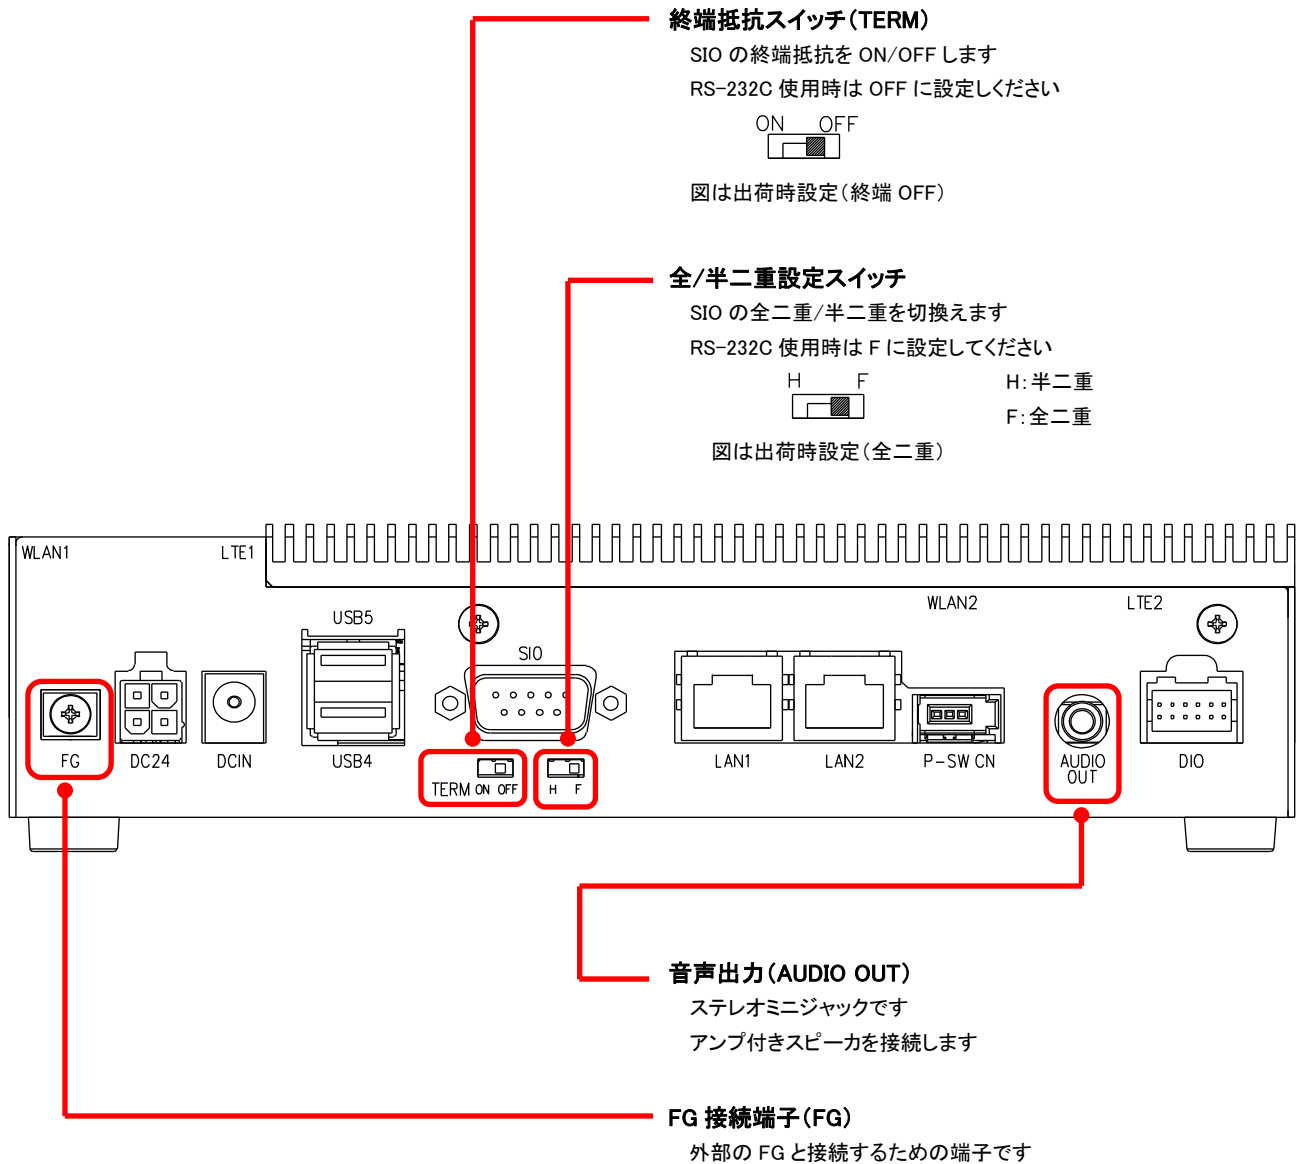 終端抵抗スイッチ(TERM)
SIO の終端抵抗を ON/OFF します
RS-232C 使用時は OFF に設定しください
ON OFF
図は出荷時設定(終端 OFF)
全/半二重設定スイッチ
SIO の全二重/半二重を切換えます
RS-232C 使用時は F に設定してください
H F
H:半二重
F:全二重
図は出荷時設定(全二重)
WLAN1
LTE1
WLAN2
LTE2
USB5
SIO
FG
DC24
DCIN
USB4
TERM ON OFF
H F
LAN1
LAN2
P-SW CN
AUDIO
OUT
DIO
音声出力(AUDIO OUT)
ステレオミニジャックです
アンプ付きスピーカを接続します
FG 接続端子(FG)
外部の FG と接続するための端子です